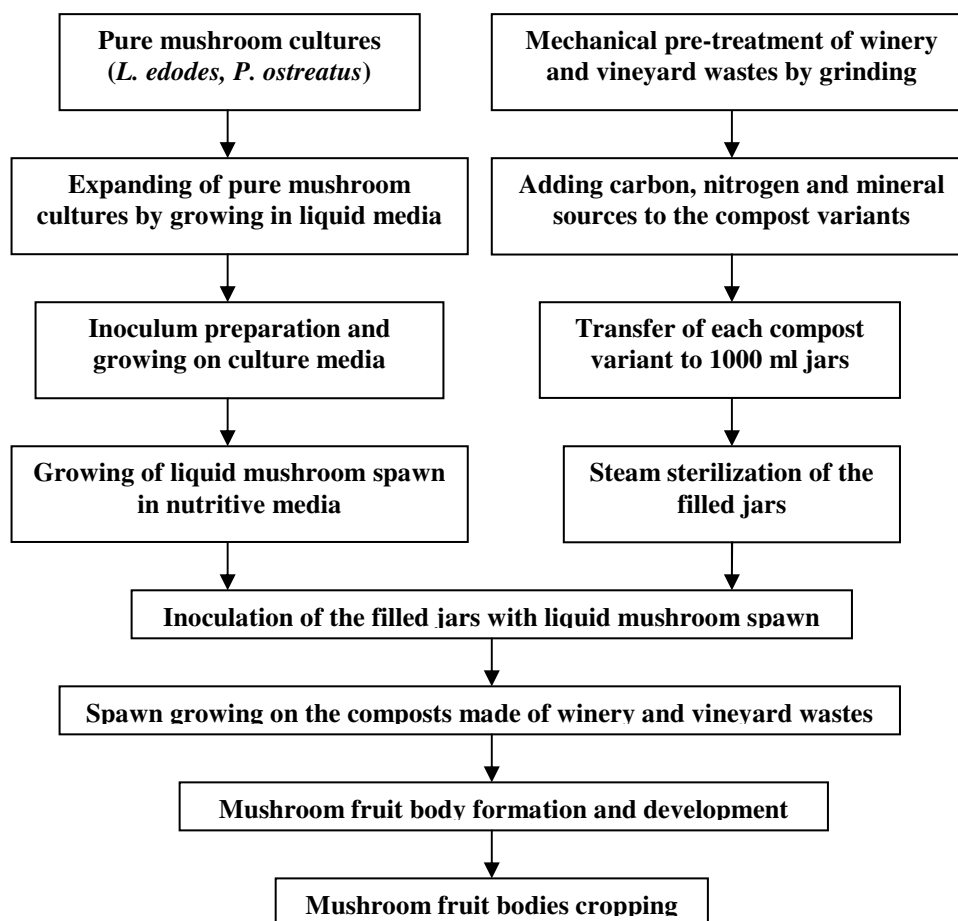 Pure mushroom cultures
(L. edodes, P. ostreatus)
Mechanical pre-treatment of winery
and vineyard wastes by grinding
Expanding of pure mushroom
cultures by growing in liquid media
Adding carbon, nitrogen and mineral
sources to the compost variants
Inoculum preparation and
growing on culture media
Transfer of each compost
variant to 1000 ml jars
Growing of liquid mushroom spawn
in nutritive media
Steam sterilization of the
filled jars
Inoculation of the filled jars with liquid mushroom spawn
Spawn growing on the composts made of winery and vineyard wastes
Mushroom fruit body formation and development
Mushroom fruit bodies cropping